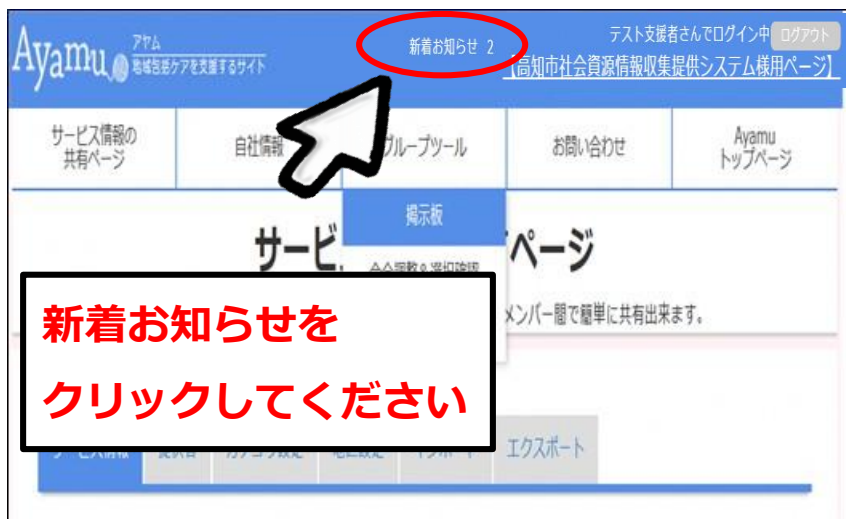 Ayamu
アヤム
地域包括ケアを支援するサイト
新着お知らせ 2
テスト支援者さんでログイン中
ログアウト
【高知市社会資源情報収集提供システム様用ページ】
サービス情報の
共有ページ
自社情報
グループツール
お問い合わせ
Ayamu
トップページ
掲示板
サービ
ページ
メンバー間で簡単に共有出来ます。
新着お知らせを
クリックしてください
エクスポート